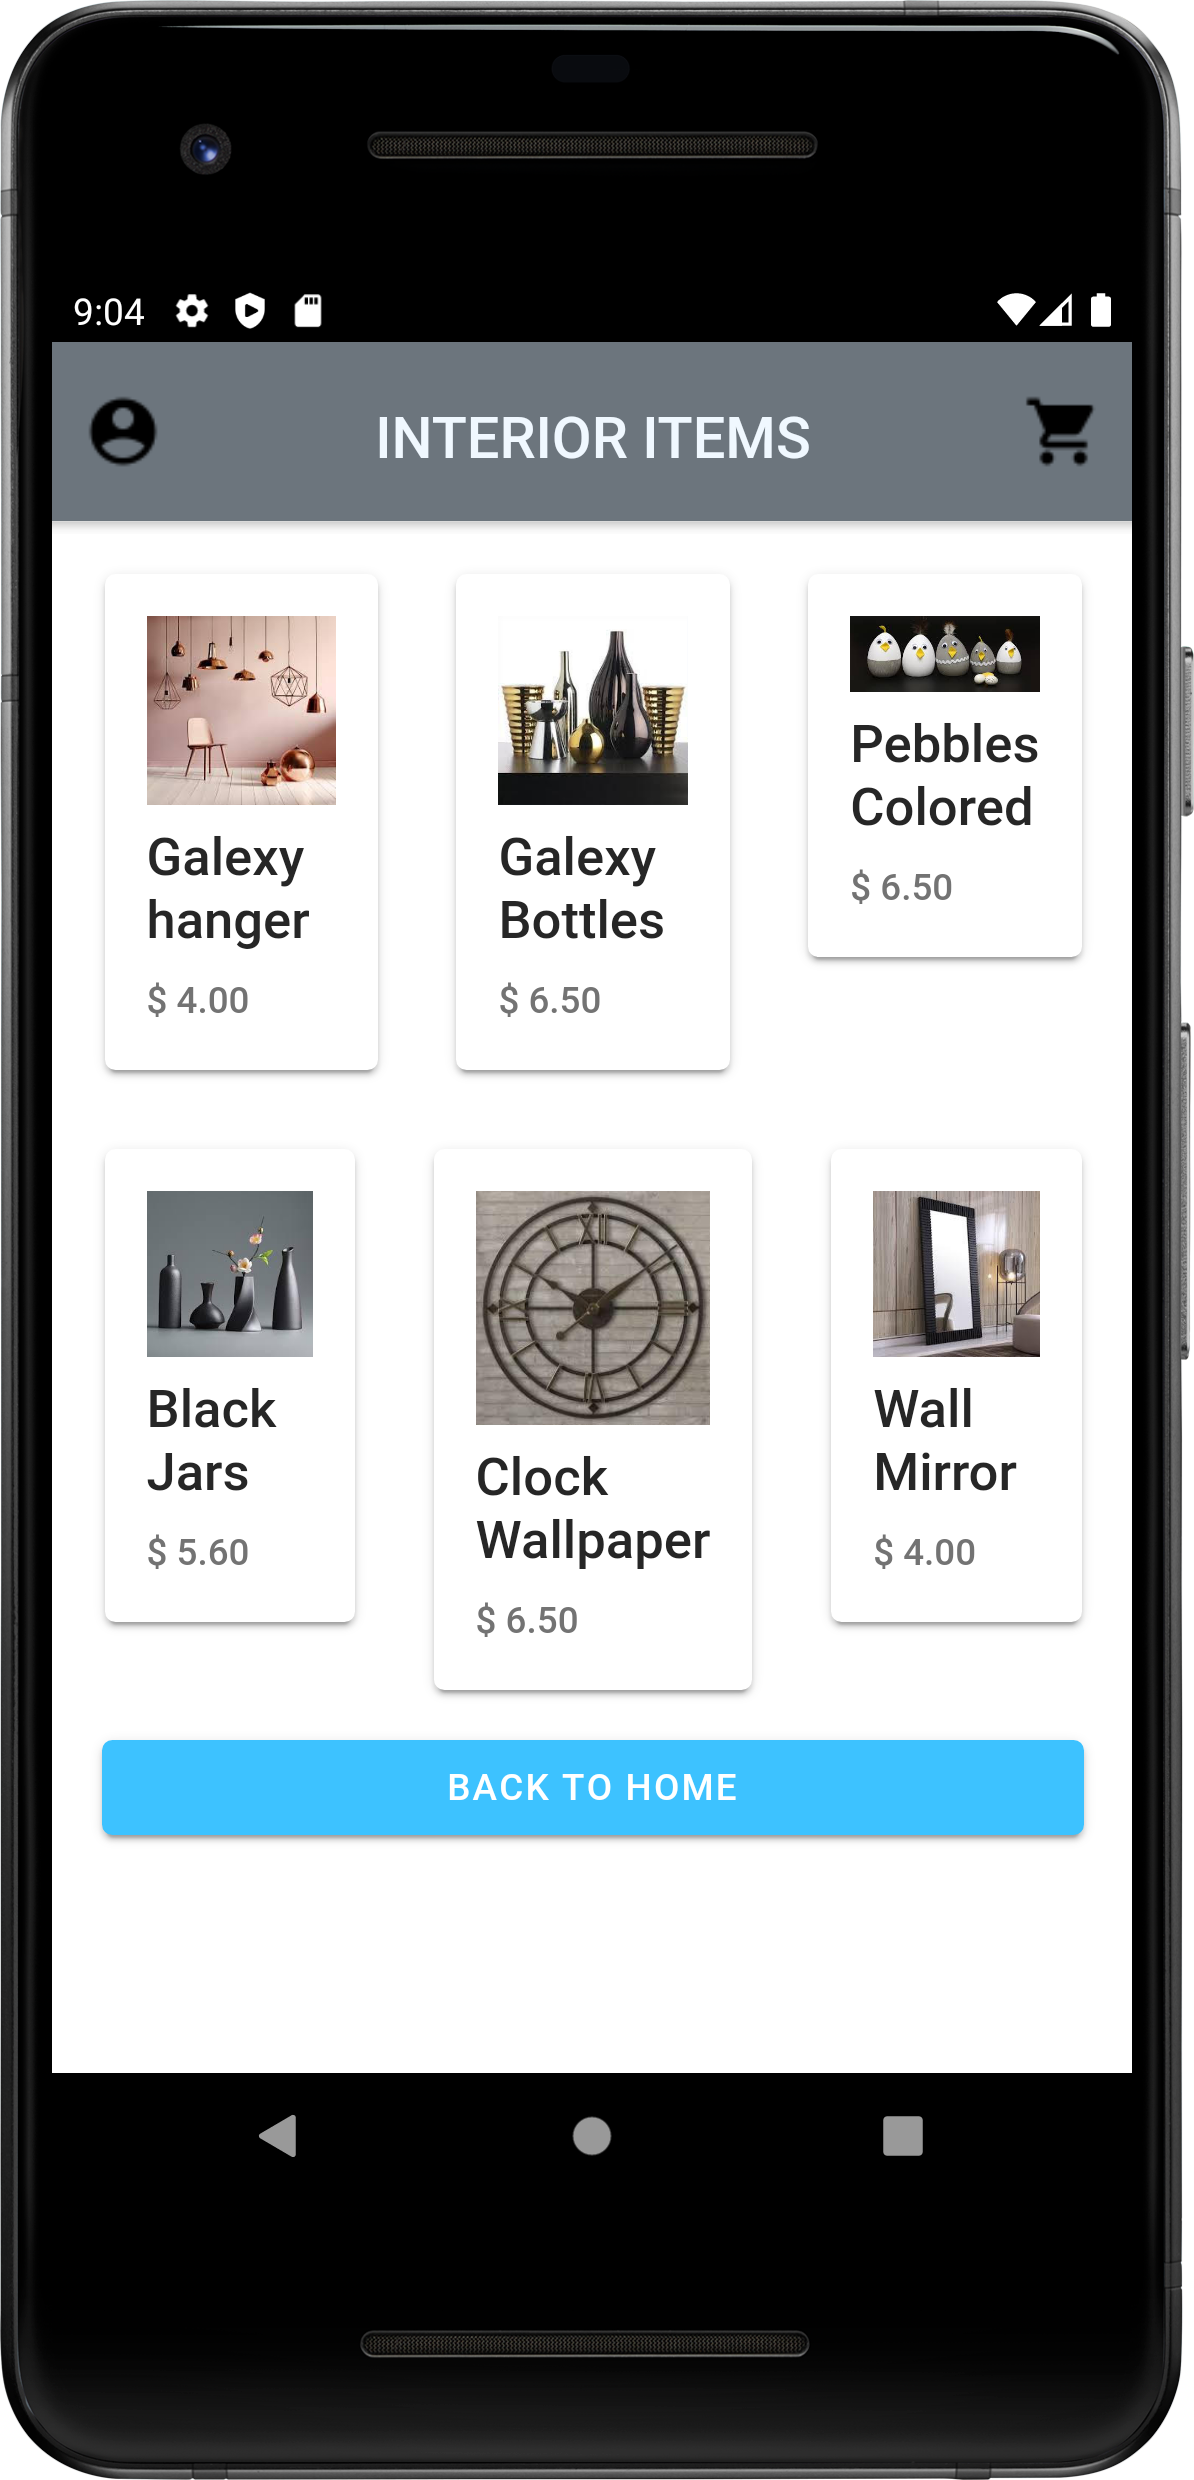 9:04
INTERIOR ITEMS
Galexy
hanger
$ 4.00
Galexy
Bottles
$ 6.50
Pebbles
Colored
$ 6.50
Black
Jars
$ 5.60
Clock
Wallpaper
$ 6.50
Wall
Mirror
$ 4.00
BACK TO HOME